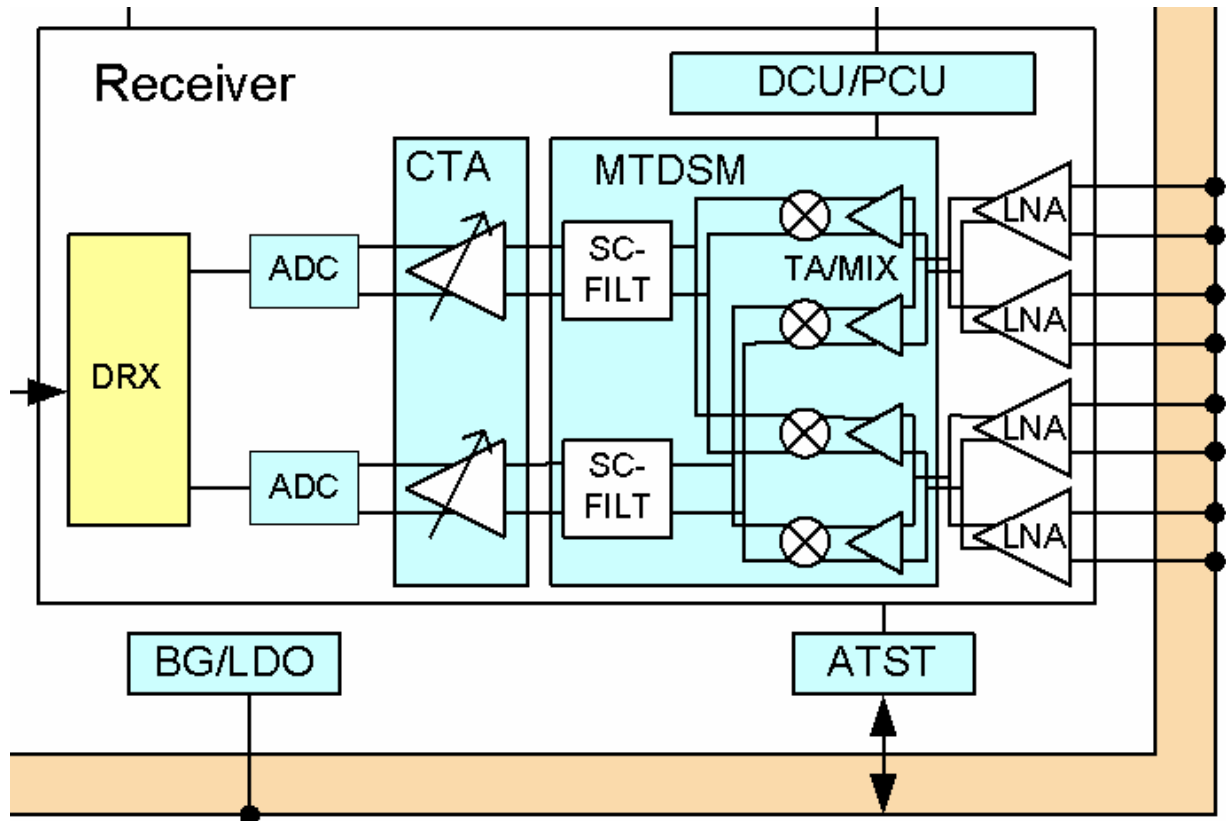 Receiver
DCU/PCU
CTA
MTDSM
LNA
SC-
FILT
ADC
TA/MIX
LNA
DRX
LNA
SC-
FILT
ADC
LNA
BG/LDO
ATST